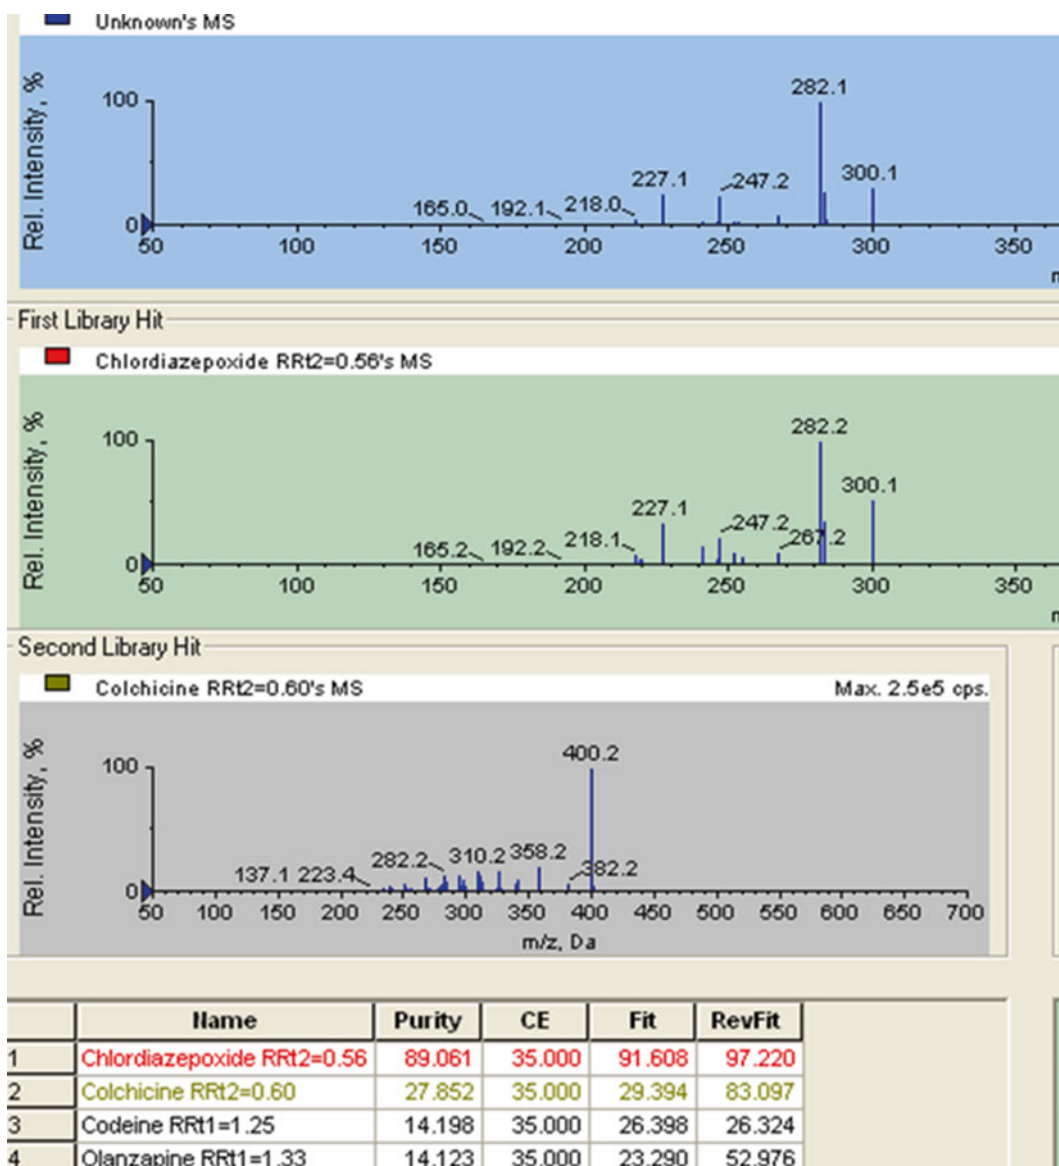 Unknown's MS
Rel. Intensity, %
100
0
165.0 192.1 218.0 227.1 247.2 282.1 300.1
50 100 150 200 250 300 350
First Library Hit
Chlordiazepoxide RRt2=0.56's MS
Rel. Intensity, %
100
0
165.2 192.2 218.1 227.1 247.2 267.2 282.2 300.1
50 100 150 200 250 300 350
Second Library Hit
Colchicine RRt2=0.60's MS Max. 2.5e5 cps.
Rel. Intensity, %
100
0
137.1 223.4 282.2 310.2 358.2 382.2 400.2
50 100 150 200 250 300 350 400 450 500 550 600 650 700
m/z, Da
Name Purity CE Fit RevFit
1 Chlordiazepoxide RRt2=0.56 89.061 35.000 91.608 97.220
2 Colchicine RRt2=0.60 27.852 35.000 29.394 83.097
3 Codeine RRt1=1.25 14.198 35.000 26.398 26.324
4 Olanzapine RRt1=1.33 14.123 35.000 23.290 52.976